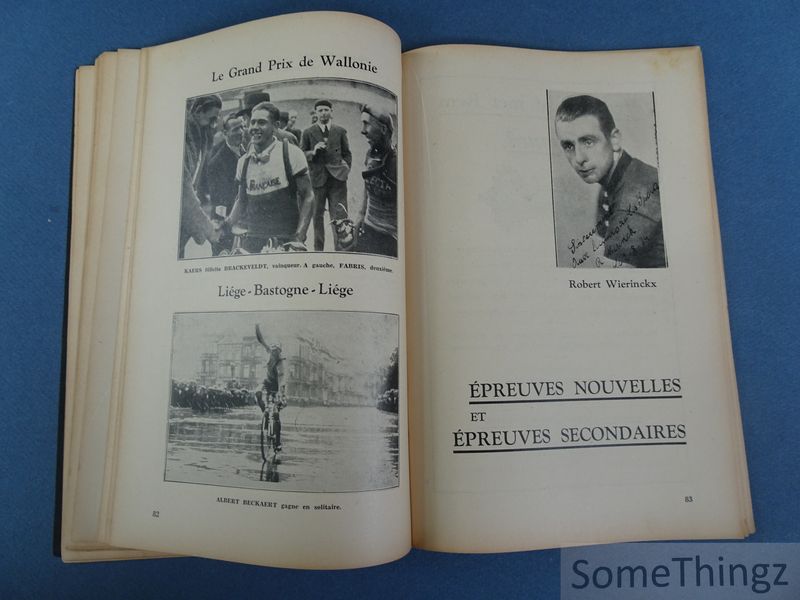 Le Grand Prix de Wallonie
FRANÇAISE
KAERS félicite BRACKEVELDT, vainqueur. A gauche, FABRIS, deuxième.
Liége - Bastogne - Liége
ALBERT BECKAERT gagne en solitaire.
82
Robert Wierinckx
ÉPREUVES NOUVELLES
ET
ÉPREUVES SECONDAIRES
83
SomeThingz